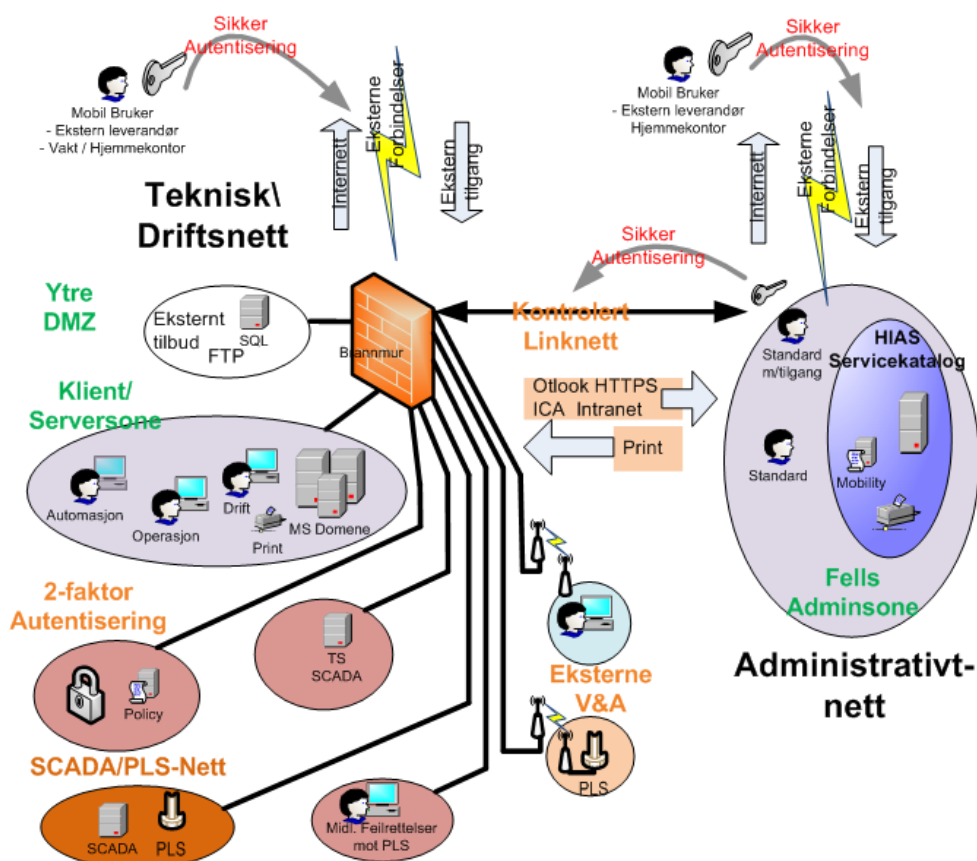 Sikker
Autentisering
Mobil Bruker
- Ekstern leverandør
- Vakt / Hjemmekontor
Internett
Eksterne
Forbindelser
Ekstern
tilgang
Teknisk\
Driftsnett
Sikker
Autentisering
Mobil Bruker
- Ekstern leverandør
Hjemmekontor
Internett
Eksterne
Forbindelser
Ekstern
tilgang
Sikker
Autentisering
Ytre
DMZ
Eksternt
tilbud
SQL
FTP
Brannmur
Kontrolert
Linknett
Standard
m/tilgang
HIAS
Servicekatalog
Klient/
Serversone
Otlook HTTPS
ICA Intranet
Print
Automasjon
Operasjon
Drift
Print
MS Domene
Standard
Mobility
Fells
Adminsone
2-faktor
Autentisering
Policy
TS
SCADA
Eksterne
V&A
Administrativt-
nett
SCADA/PLS-Nett
SCADA
PLS
Midl. Feilrettelser
mot PLS
PLS